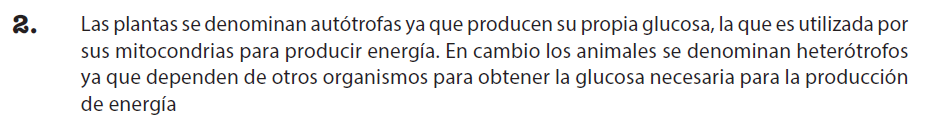 2. Las plantas se denominan autótrofas ya que producen su propia glucosa, la que es utilizada por
sus mitocondrias para producir energía. En cambio los animales se denominan heterótrofos
ya que dependen de otros organismos para obtener la glucosa necesaria para la producción
de energía